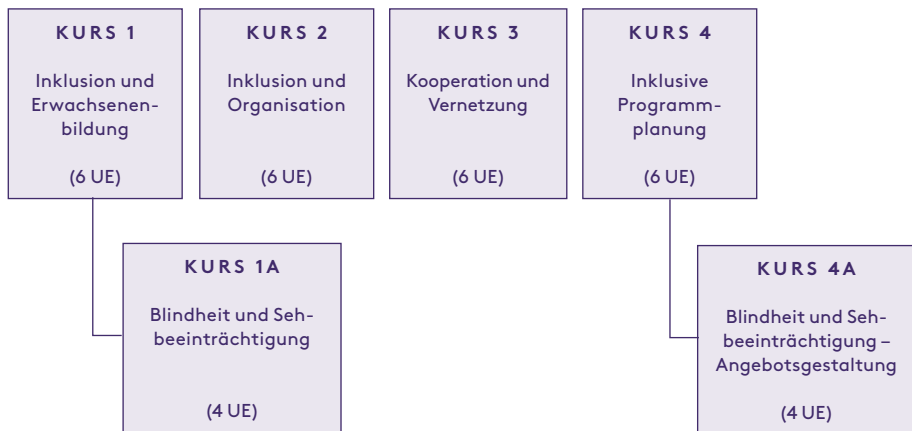 KURS 1
Inklusion und
Erwachsenen-
bildung
(6 UE)
KURS 2
Inklusion und
Organisation
(6 UE)
KURS 3
Kooperation und
Vernetzung
(6 UE)
KURS 4
Inklusive
Programm-
planung
(6 UE)
KURS 1A
Blindheit und Seh-
beeinträchtigung
(4 UE)
KURS 4A
Blindheit und Seh-
beeinträchtigung –
Angebotsgestaltung
(4 UE)